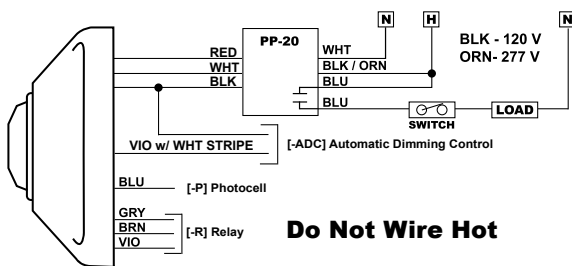 N
H
N
PP-20
RED
WHT
BLK
WHT
BLK / ORN
BLU
BLU
BLK - 120 V
ORN- 277 V
SWITCH
LOAD
VIO w/ WHT STRIPE
[-ADC] Automatic Dimming Control
BLU
[-P] Photocell
GRY
BRN
VIO
[-R] Relay
Do Not Wire Hot